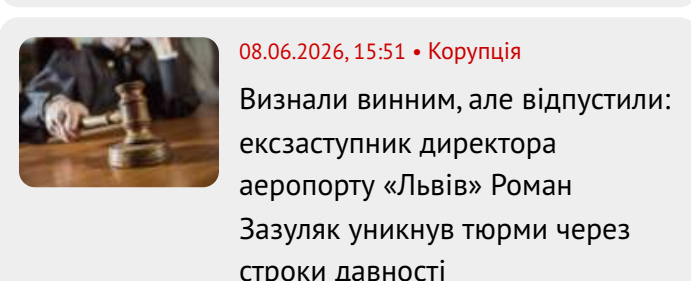 08.06.2026, 15:51 • Корупція
Визнали винним, але відпустили:
ексзаступник директора
аеропорту «Львів» Роман
Зазуляк уникнув тюрми через
строки давності